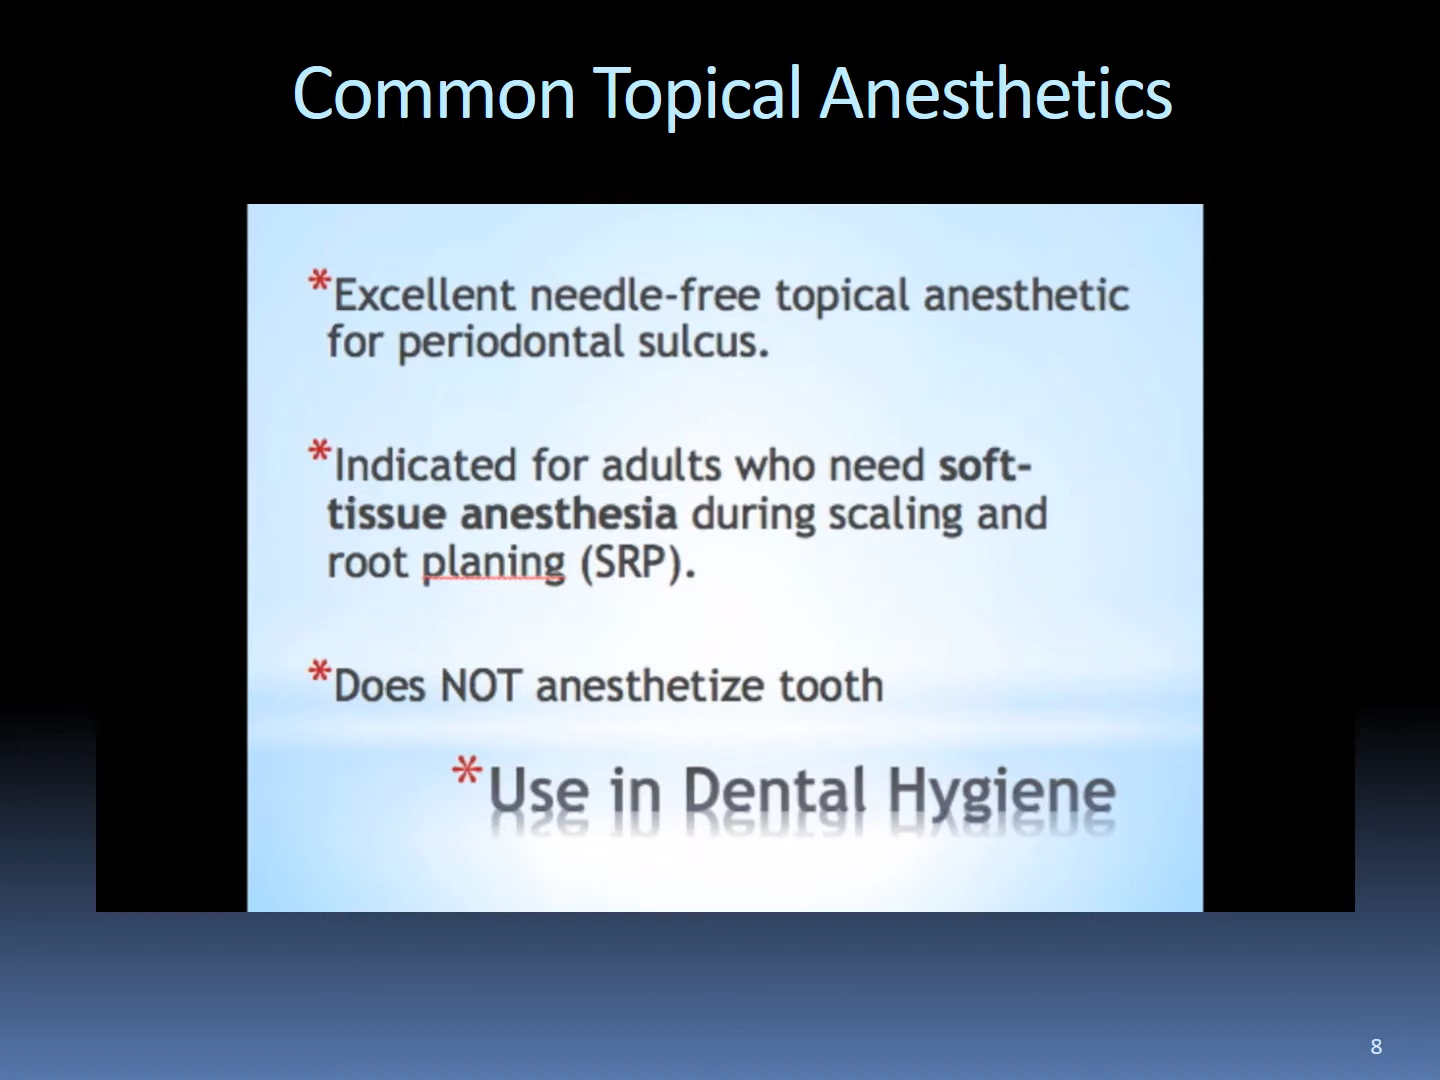 Common Topical Anesthetics
*Excellent needle-free topical anesthetic
for periodontal sulcus.
*Indicated for adults who need soft-
tissue anesthesia during scaling and
root planing (SRP).
*Does NOT anesthetize tooth
*Use in Dental Hygiene
8